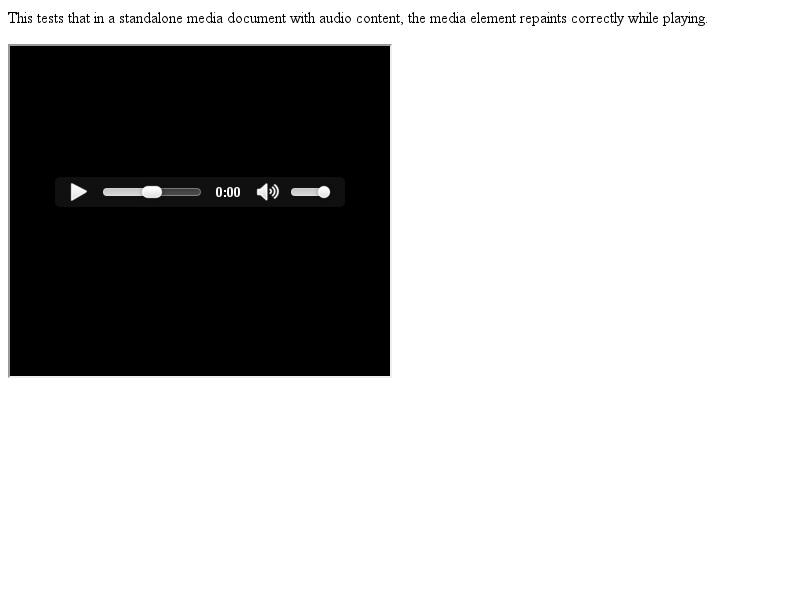 This tests that in a standalone media document with audio content, the media element repaints correctly while playing.
0:00